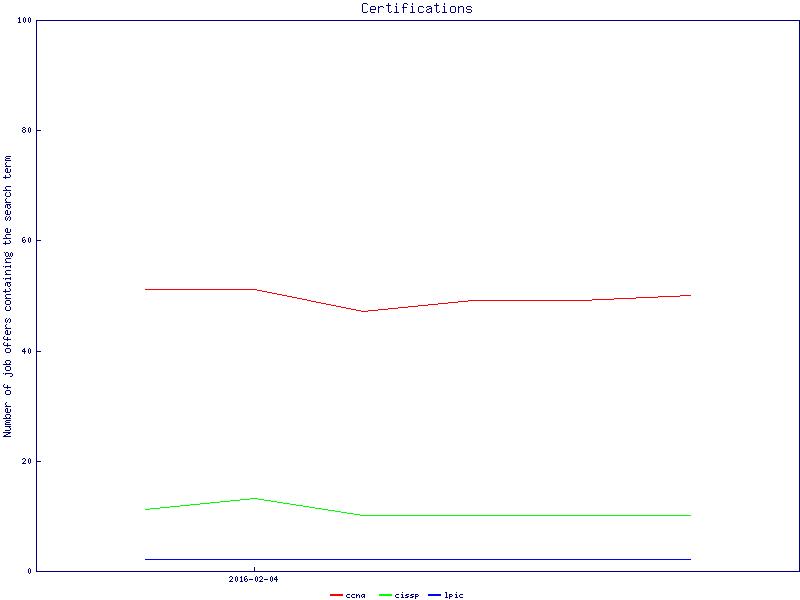 Certifications
Number of job offers containing the search term
100
80
60
40
20
0
2016-02-04
ccna cissp lpic